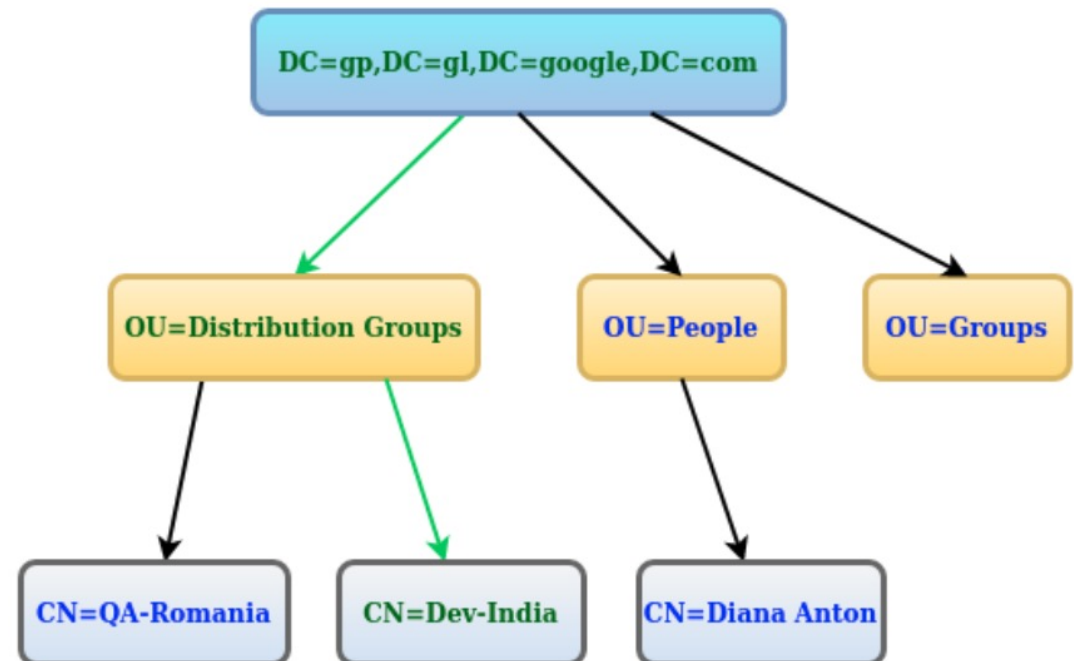 DC=gp,DC=gl,DC=google,DC=com
OU=Distribution Groups
OU=People
OU=Groups
CN=QA-Romania
CN=Dev-India
CN=Diana Anton